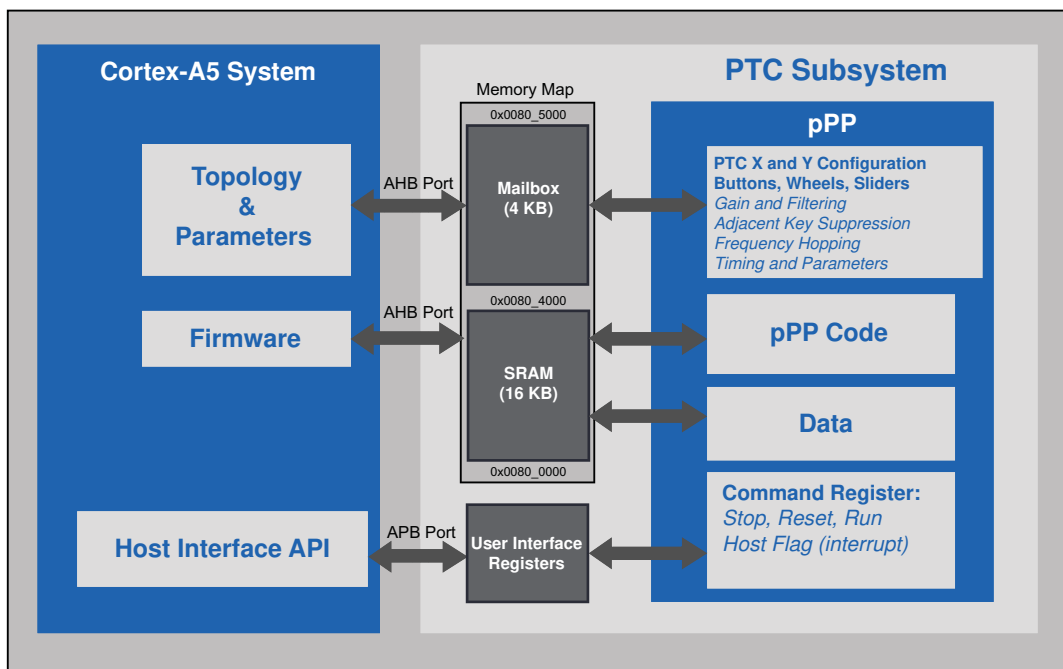 Cortex-A5 System
PTC Subsystem
Memory Map
0x0080_5000
pPP
Topology
&
Parameters
AHB Port
Mailbox
(4 KB)
PTC X and Y Configuration
Buttons, Wheels, Sliders
Gain and Filtering
Adjacent Key Suppression
Frequency Hopping
Timing and Parameters
0x0080_4000
Firmware
AHB Port
SRAM
(16 KB)
pPP Code
Data
0x0080_0000
Host Interface API
APB Port
User Interface
Registers
Command Register:
Stop, Reset, Run
Host Flag (interrupt)